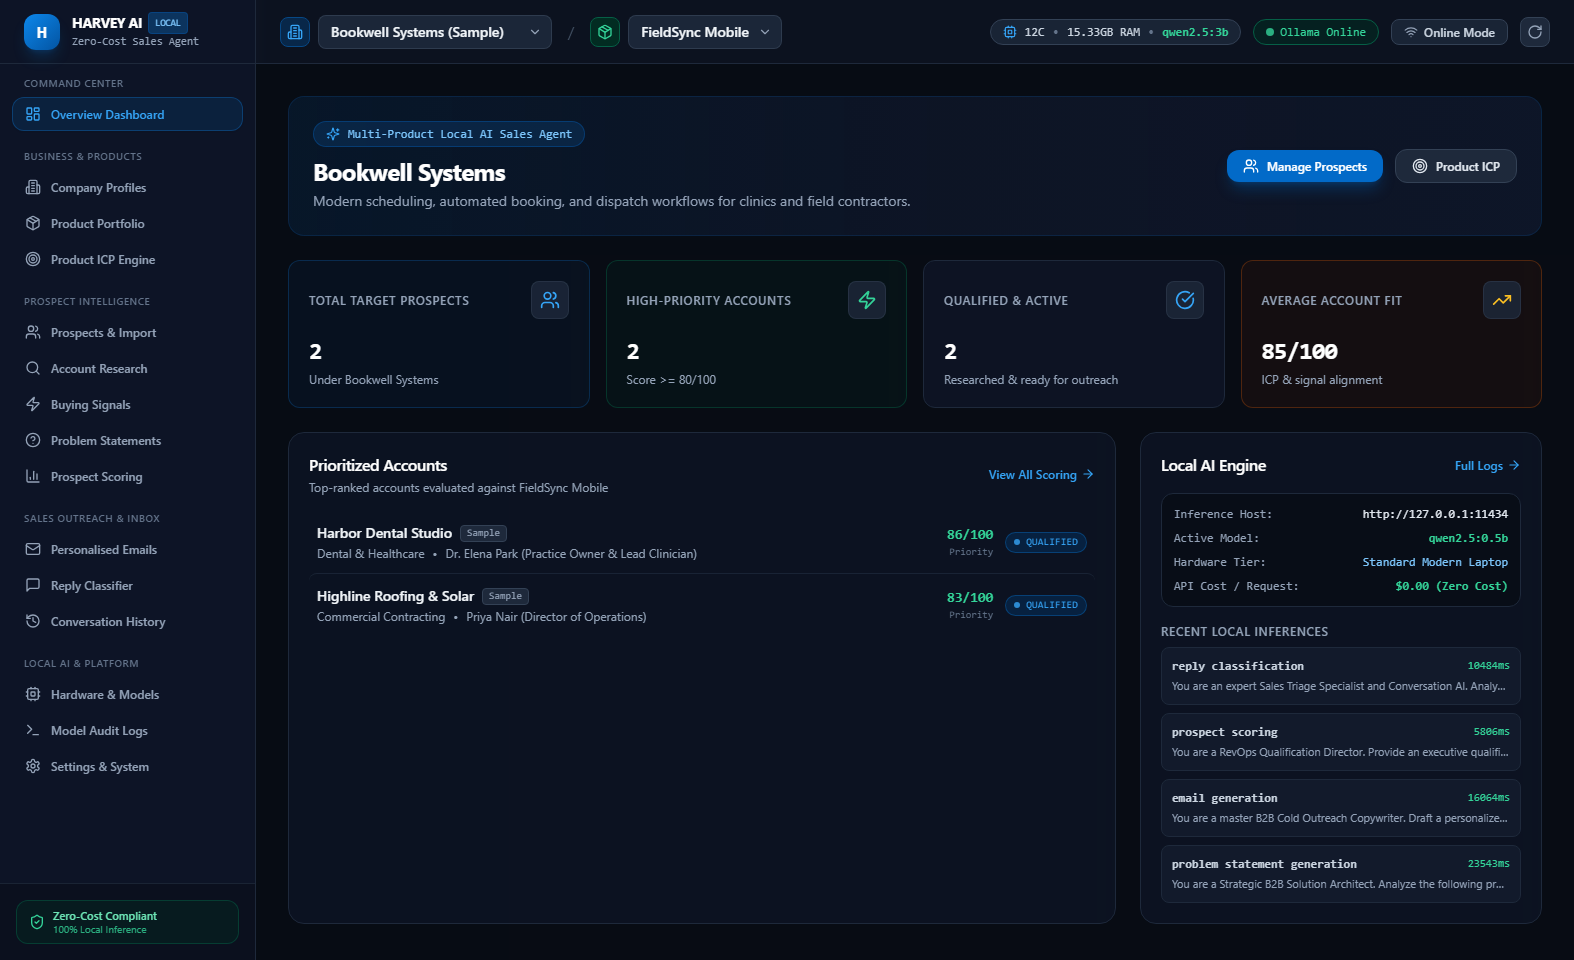 H
HARVEY AI LOCAL
Zero-Cost Sales Agent
Bookwell Systems (Sample)
/
FieldSync Mobile
12C • 15.33GB RAM • qwen2.5:3b
Ollama Online
Online Mode
COMMAND CENTER
Overview Dashboard
BUSINESS & PRODUCTS
Company Profiles
Product Portfolio
Product ICP Engine
PROSPECT INTELLIGENCE
Prospects & Import
Account Research
Buying Signals
Problem Statements
Prospect Scoring
SALES OUTREACH & INBOX
Personalised Emails
Reply Classifier
Conversation History
LOCAL AI & PLATFORM
Hardware & Models
Model Audit Logs
Settings & System
Zero-Cost Compliant
100% Local Inference
Multi-Product Local AI Sales Agent
Bookwell Systems
Modern scheduling, automated booking, and dispatch workflows for clinics and field contractors.
Manage Prospects
Product ICP
TOTAL TARGET PROSPECTS
2
Under Bookwell Systems
HIGH-PRIORITY ACCOUNTS
2
Score >= 80/100
QUALIFIED & ACTIVE
2
Researched & ready for outreach
AVERAGE ACCOUNT FIT
85/100
ICP & signal alignment
Prioritized Accounts
Top-ranked accounts evaluated against FieldSync Mobile
View All Scoring →
Harbor Dental Studio Sample
Dental & Healthcare • Dr. Elena Park (Practice Owner & Lead Clinician)
86/100
Priority
QUALIFIED
Highline Roofing & Solar Sample
Commercial Contracting • Priya Nair (Director of Operations)
83/100
Priority
QUALIFIED
Local AI Engine
Full Logs →
Inference Host: http://127.0.0.1:11434
Active Model: qwen2.5:0.5b
Hardware Tier: Standard Modern Laptop
API Cost / Request: $0.00 (Zero Cost)
RECENT LOCAL INFERENCES
reply classification 10484ms
You are an expert Sales Triage Specialist and Conversation AI. Analy...
prospect scoring 5806ms
You are a RevOps Qualification Director. Provide an executive qualifi...
email generation 16064ms
You are a master B2B Cold Outreach Copywriter. Draft a personalize...
problem statement generation 23543ms
You are a Strategic B2B Solution Architect. Analyze the following pr...